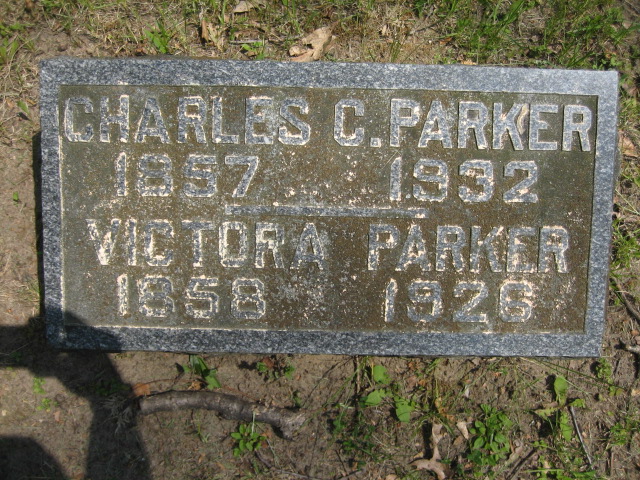 CHARLES C. PARKER
1857 1932
VICTORA PARKER
1858 1926